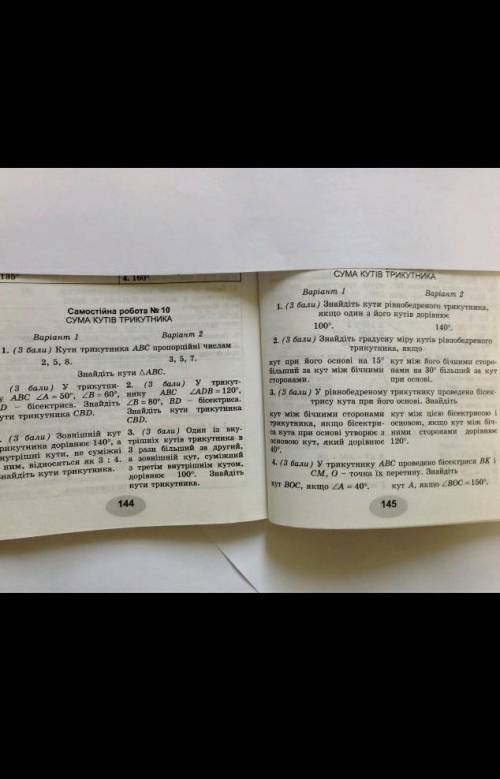 135°
4. 160°
Самостійна робота № 10
СУМА КУТІВ ТРИКУТНИКА
Варіант 1
Варіант 2
1. (3 бали) Кути трикутника ABC пропорційні числам
2, 5, 8.
3, 5, 7.
Знайдіть кути △ABC.
(3 бали) У трикутни-
ку ABC ∠A = 50°, ∠B = 60°,
D – бісектриса. Знайдіть
кути трикутника CBD.
2. (3 бали) У трикут-
нику ABC ∠ADB = 120°,
∠B = 80°, BD – бісектриса.
Знайдіть кути трикутника
CBD.
. (3 бали) Зовнішній кут
трикутника дорівнює 140°, а
внутрішні кути, не суміжні
з ним, відносяться як 3 : 4.
знайдіть кути трикутника.
3. (3 бали) Один із вну-
трішніх кутів трикутника в
3 рази більший за другий,
а зовнішній кут, суміжний
з третім внутрішнім кутом,
дорівнює 100°. Знайдіть
кути трикутника.
144
СУМА КУТІВ ТРИКУТНИКА
Варіант 1
Варіант 2
1. (3 бали) Знайдіть кути рівнобедреного трикутника,
якщо один з його кутів дорівнює
100°.
140°.
2. (3 бали) Знайдіть градусну міру кутів рівнобедреного
трикутника, якщо
кут при його основі на 15°
більший за кут між бічними
сторонами.
кут між його бічними сторо-
нами на 30° більший за кут
при основі.
3. (3 бали) У рівнобедреному трикутнику проведено бісек-
трису кута при його основі. Знайдіть
кут між бічними сторонами
трикутника, якщо бісектри-
са кута при основі утворює з
основою кут, який дорівнює
40°.
кут між цією бісектрисою і
основою, якщо кут між біч-
ними сторонами дорівнює
120°.
4. (3 бали) У трикутнику ABC проведено бісектриси BK і
CM, O – точка їх перетину. Знайдіть
кут BOC, якщо ∠A = 40°.
кут A, якщо ∠BOC = 150°.
145